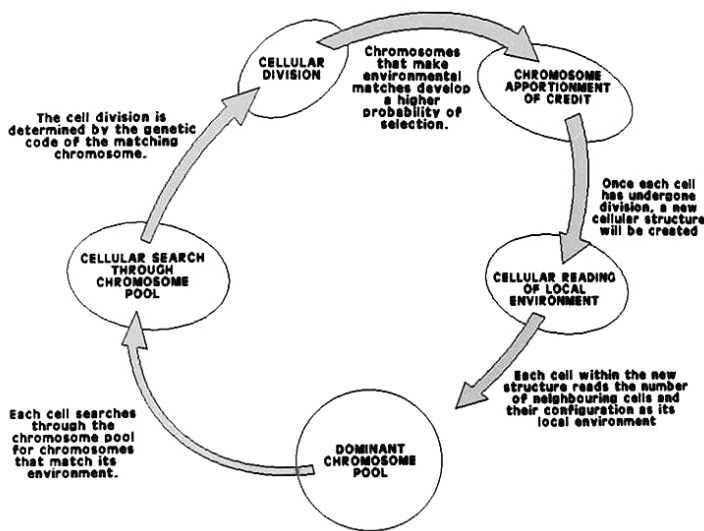 CELLULAR
DIVISION
Chromosomes
that make
environmental
matches develop
a higher
probability of
selection.
CHROMOSOME
APPORTIONMENT
OF CREDIT
Once each cell
has undergone
division, a new
cellular structure
will be created
CELLULAR READING
OF LOCAL
ENVIRONMENT
Each cell within the new
structure reads the number
of neighbouring cells and
their configuration as its
local environment
DOMINANT
CHROMOSOME
POOL
Each cell searches
through the
chromosome pool
for chromosomes
that match its
environment.
CELLULAR SEARCH
THROUGH
CHROMOSOME
POOL
The cell division is
determined by the genetic
code of the matching
chromosome.